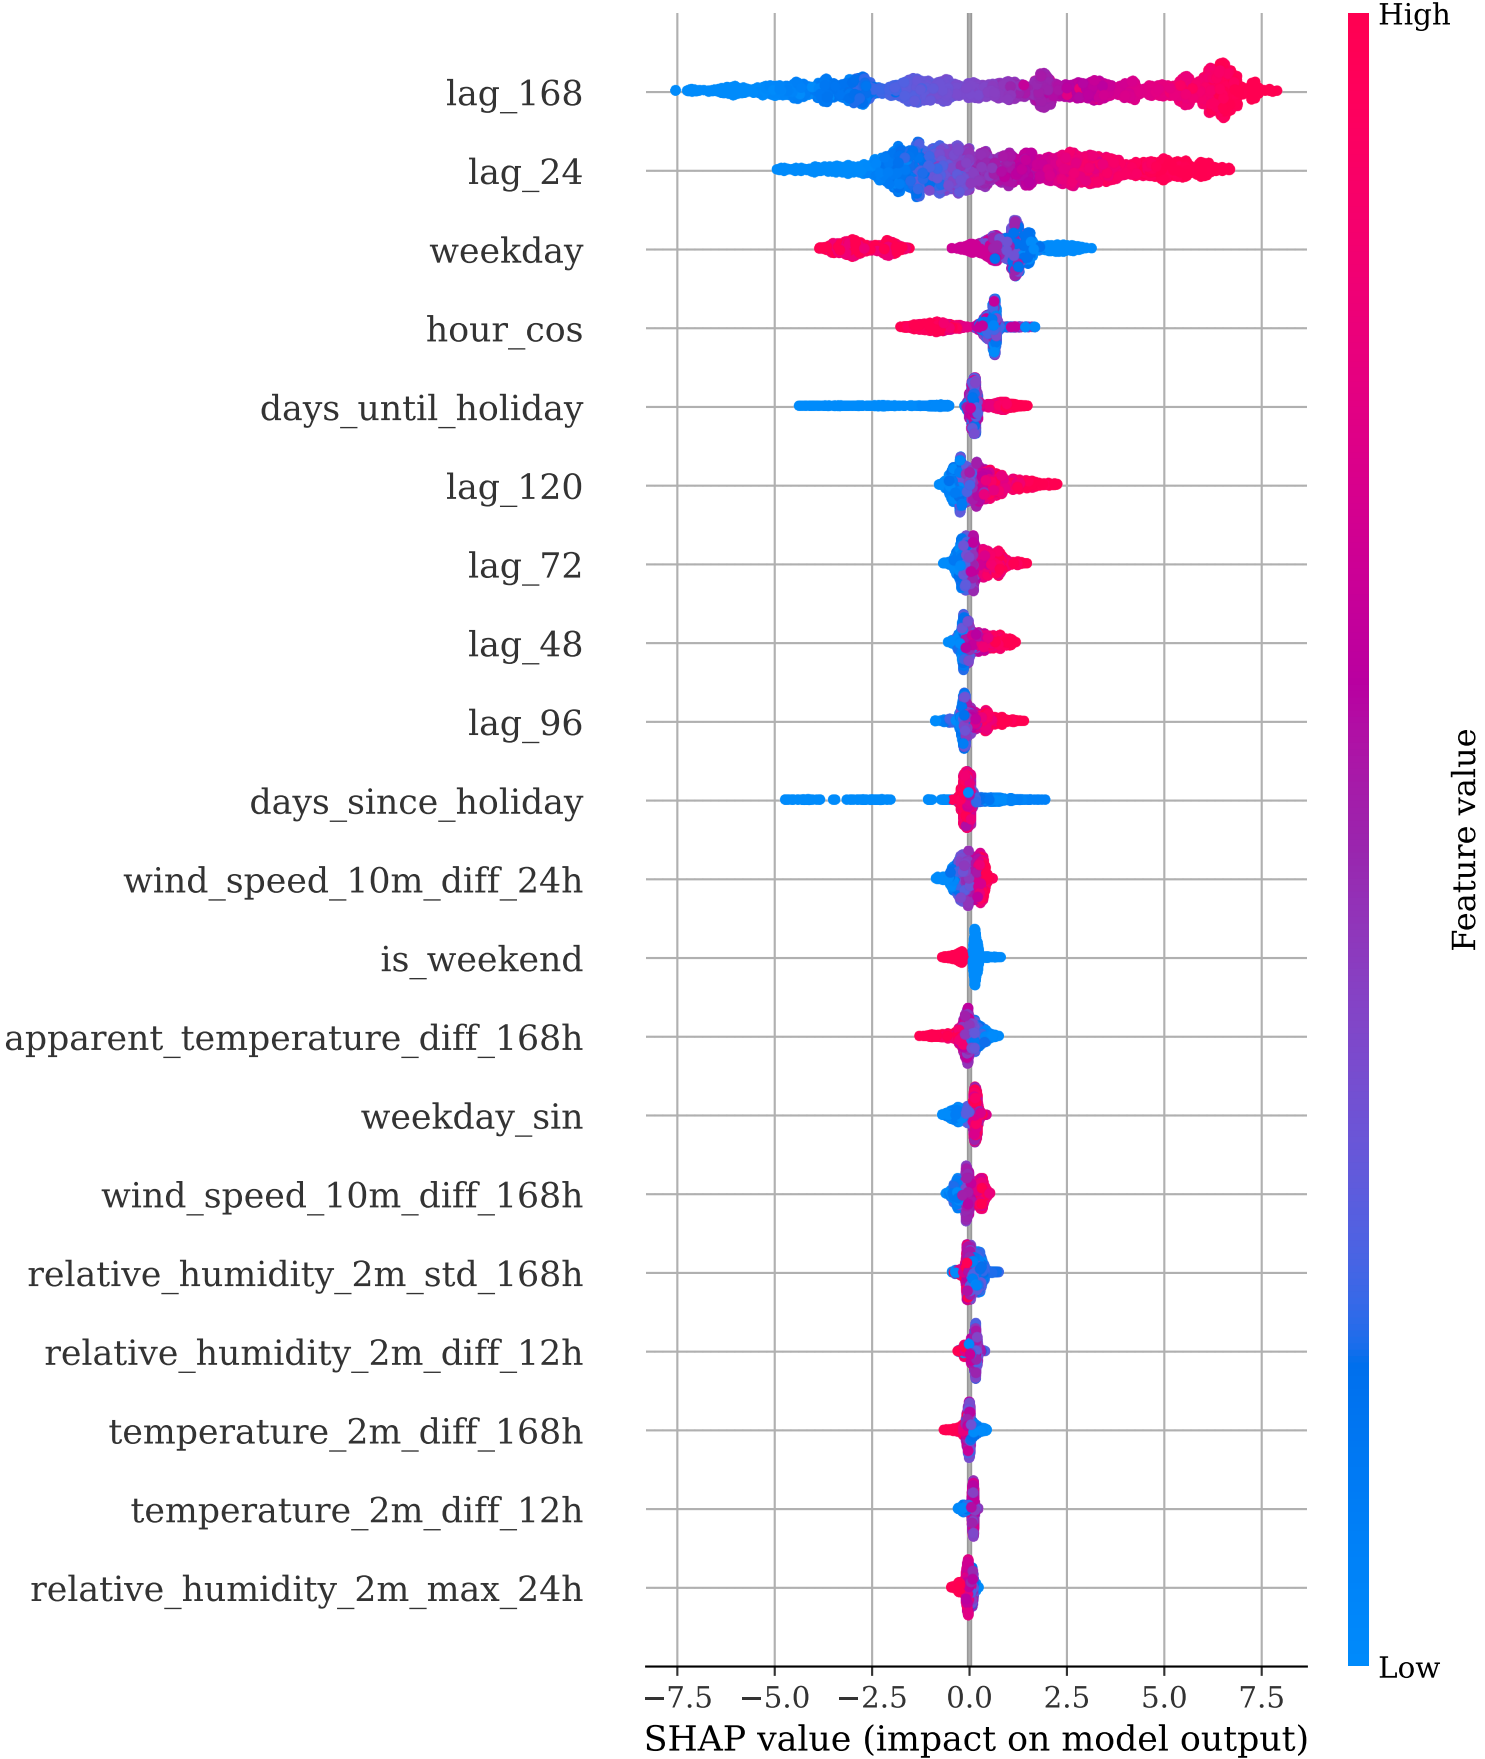 High
lag_168
lag_24
weekday
hour_cos
days_until_holiday
lag_120
lag_72
lag_48
lag_96
days_since_holiday
wind_speed_10m_diff_24h
is_weekend
apparent_temperature_diff_168h
weekday_sin
wind_speed_10m_diff_168h
relative_humidity_2m_std_168h
relative_humidity_2m_diff_12h
temperature_2m_diff_168h
temperature_2m_diff_12h
relative_humidity_2m_max_24h
Feature value
Low
−7.5 −5.0 −2.5 0.0 2.5 5.0 7.5
SHAP value (impact on model output)